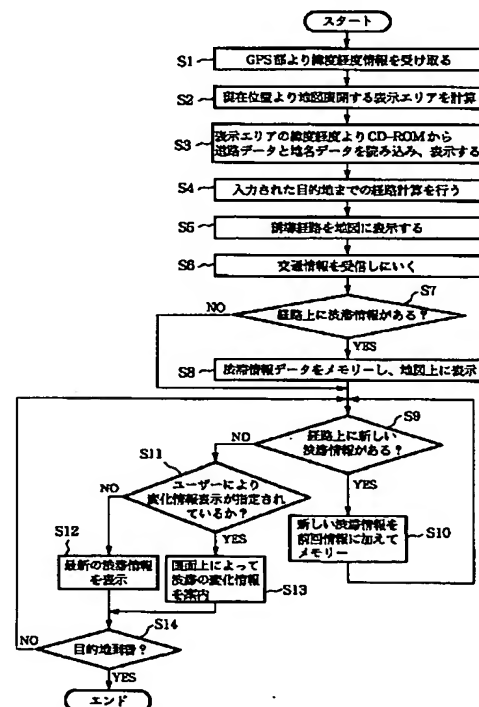 スタート
S1
GPS部より緯度経度情報を受け取る
S2
現在位置より地図展開する表示エリアを計算
S3
表示エリアの緯度経度よりCD-ROMから
道路データと地名データを読み込み、表示する
S4
入力された目的地までの経路計算を行う
S5
誘導経路を地図に表示する
S6
交通情報を受信しにいく
S7
NO
経路上に渋滞情報がある?
YES
S8
渋滞情報データをメモリーし、地図上に表示
S9
NO
経路上に新しい
渋滞情報がある?
YES
S10
新しい渋滞情報を
前回情報に加えて
メモリー
S11
NO
ユーザーにより
変化情報表示が指定され
ているか?
YES
S12
最新の渋滞情報
を表示
画面上によって
渋滞の変化情報
を案内
S13
S14
NO
目的地到着?
YES
エンド